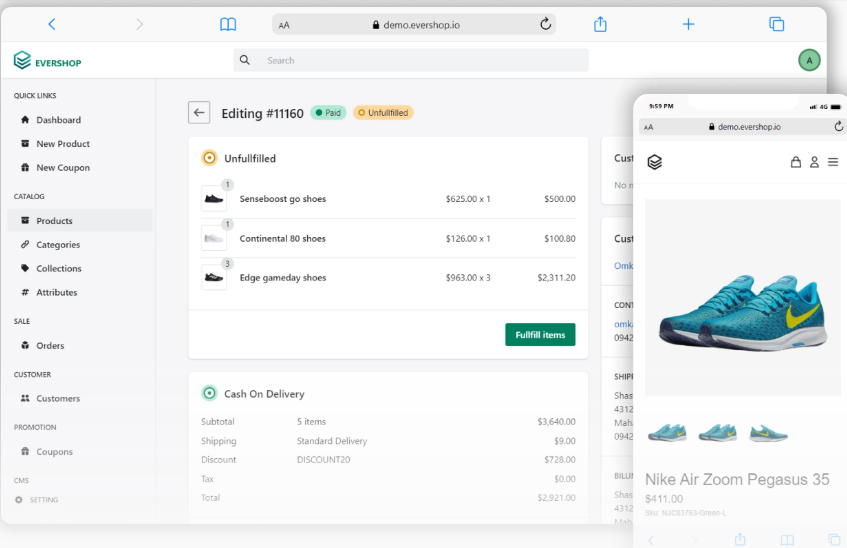 AA demo.evershop.io
EVERSHOP
Search
A
QUICK LINKS
Dashboard
New Product
New Coupon
CATALOG
Products
Categories
Collections
Attributes
SALE
Orders
CUSTOMER
Customers
PROMOTION
Coupons
CMS
SETTING
Editing #11160 Paid Unfullfilled
Unfullfilled
1
Senseboost go shoes $625.00 x 1 $500.00
1
Continental 80 shoes $126.00 x 1 $100.80
3
Edge gameday shoes $963.00 x 3 $2,311.20
Fullfill items
Cash On Delivery
Subtotal 5 items $3,640.00
Shipping Standard Delivery $9.00
Discount DISCOUNT20 $728.00
Tax $0.00
Total $2,921.00
Cust
No n
Cust
Omk
CONT
omka
0942
SHIPP
Shas
4312
Maha
0942
BILLIN
Shas
4312
Mah
9:59 PM 4G
AA demo.evershop.io
Nike Air Zoom Pegasus 35
$411.00
Sku: NJC83753-Green-L